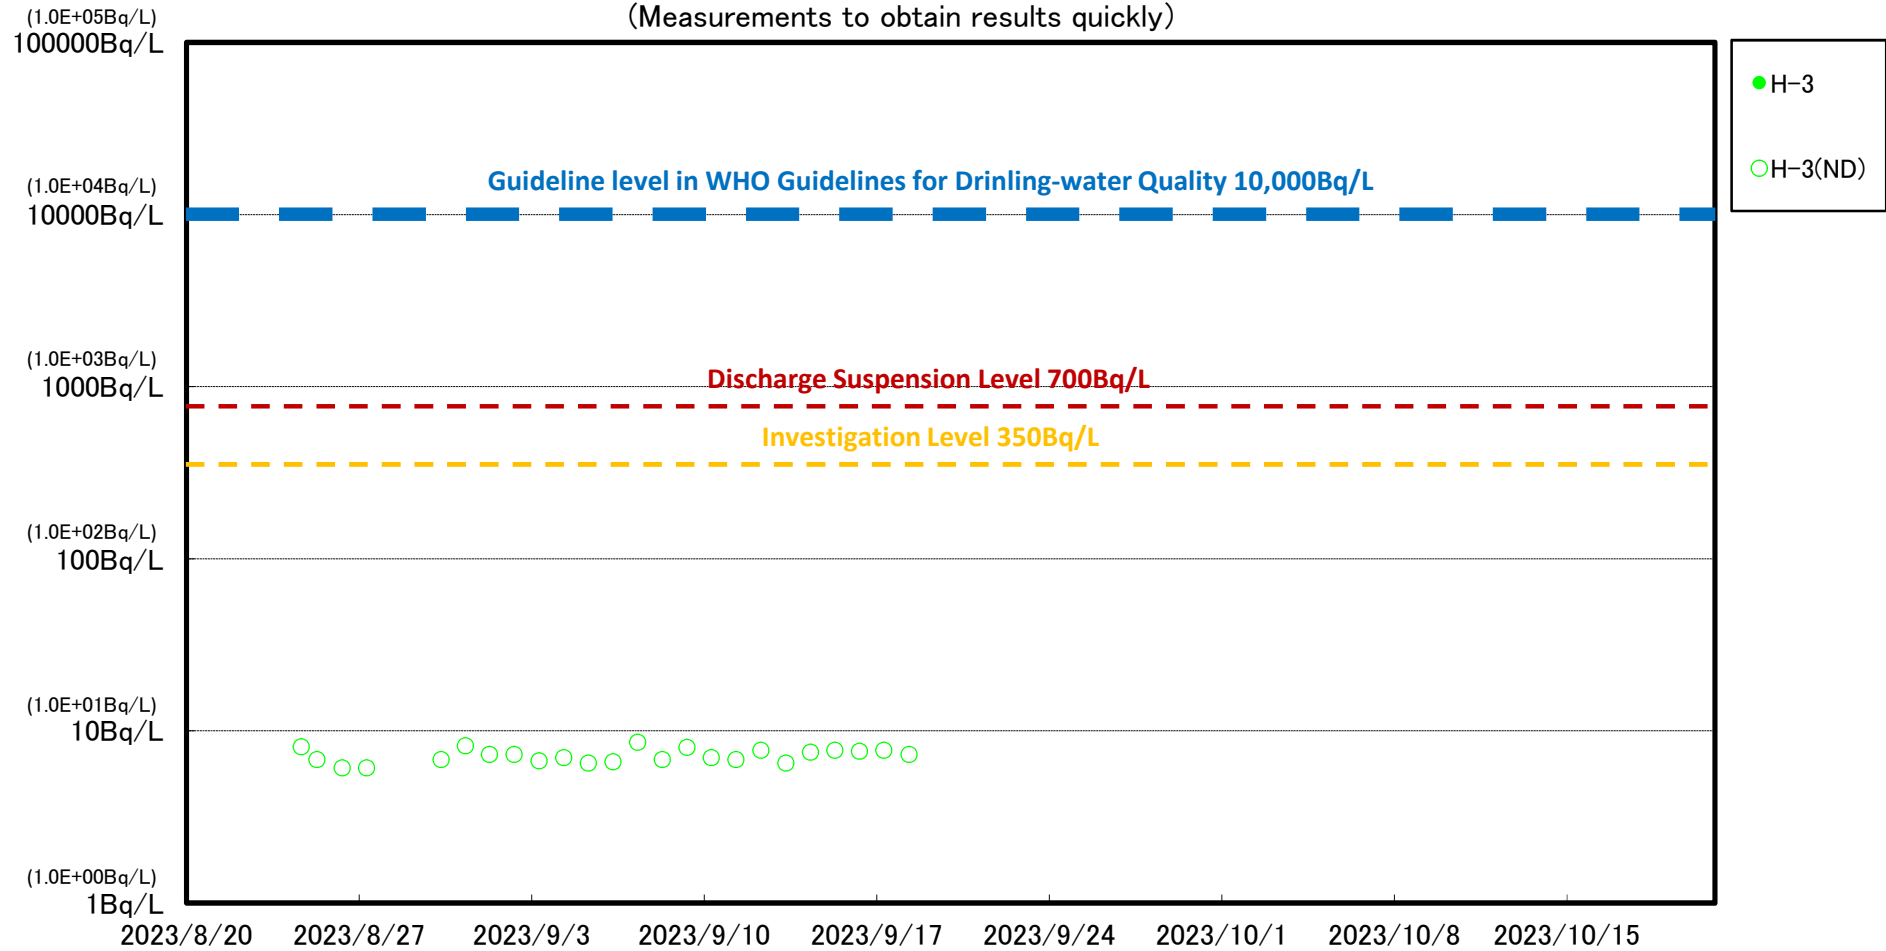 (Measurements to obtain results quickly)
(1.0E+05Bq/L)
100000Bq/L
H-3
H-3(ND)
Guideline level in WHO Guidelines for Drinling-water Quality 10,000Bq/L
(1.0E+04Bq/L)
10000Bq/L
(1.0E+03Bq/L)
1000Bq/L
Discharge Suspension Level 700Bq/L
Investigation Level 350Bq/L
(1.0E+02Bq/L)
100Bq/L
(1.0E+01Bq/L)
10Bq/L
(1.0E+00Bq/L)
1Bq/L
2023/8/20 2023/8/27 2023/9/3 2023/9/10 2023/9/17 2023/9/24 2023/10/1 2023/10/8 2023/10/15